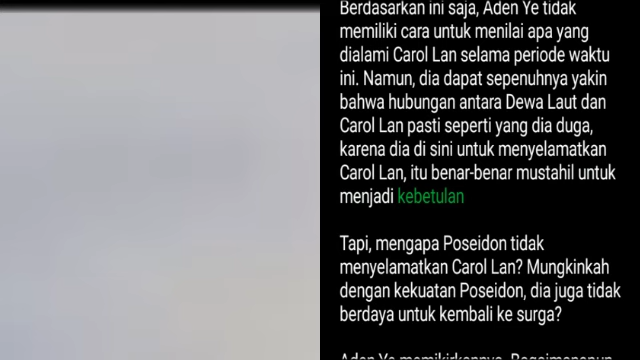 Berdasarkan ini saja, Aden Ye tidak
memiliki cara untuk menilai apa yang
dialami Carol Lan selama periode waktu
ini. Namun, dia dapat sepenuhnya yakin
bahwa hubungan antara Dewa Laut dan
Carol Lan pasti seperti yang dia duga,
karena dia di sini untuk menyelamatkan
Carol Lan, itu benar-benar mustahil untuk
menjadi kebetulan
Tapi, mengapa Poseidon tidak
menyelamatkan Carol Lan? Mungkinkah
dengan kekuatan Poseidon, dia juga tidak
berdaya untuk kembali ke surga?
Aden Ye memikirkannya. Bagaimanapun